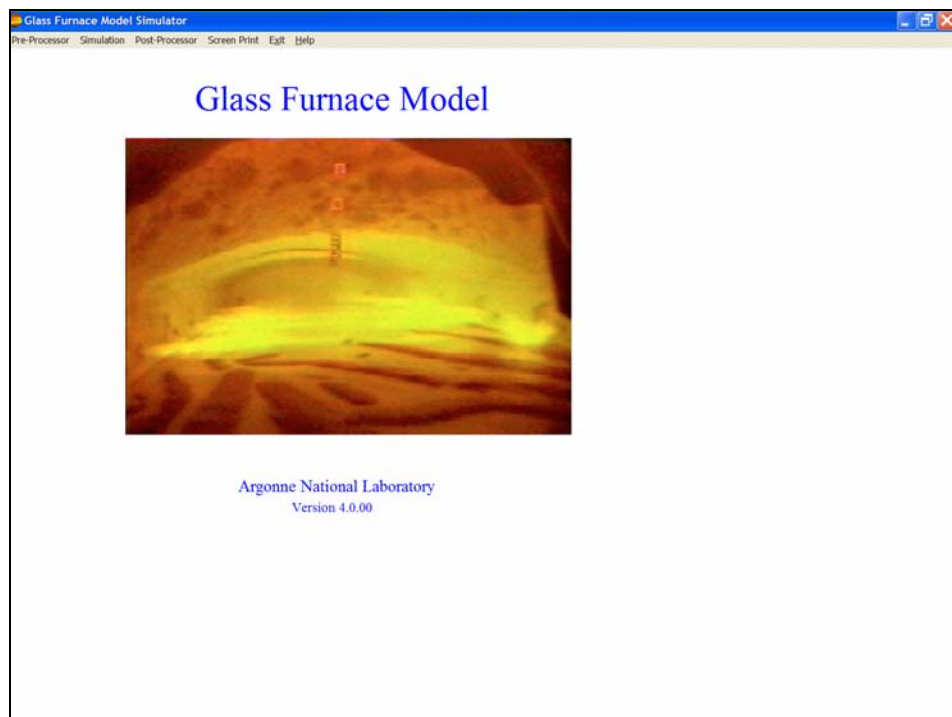 Glass Furnace Model Simulator
Pre-Processor Simulation Post-Processor Screen Print Exit Help
Glass Furnace Model
Argonne National Laboratory
Version 4.0.00